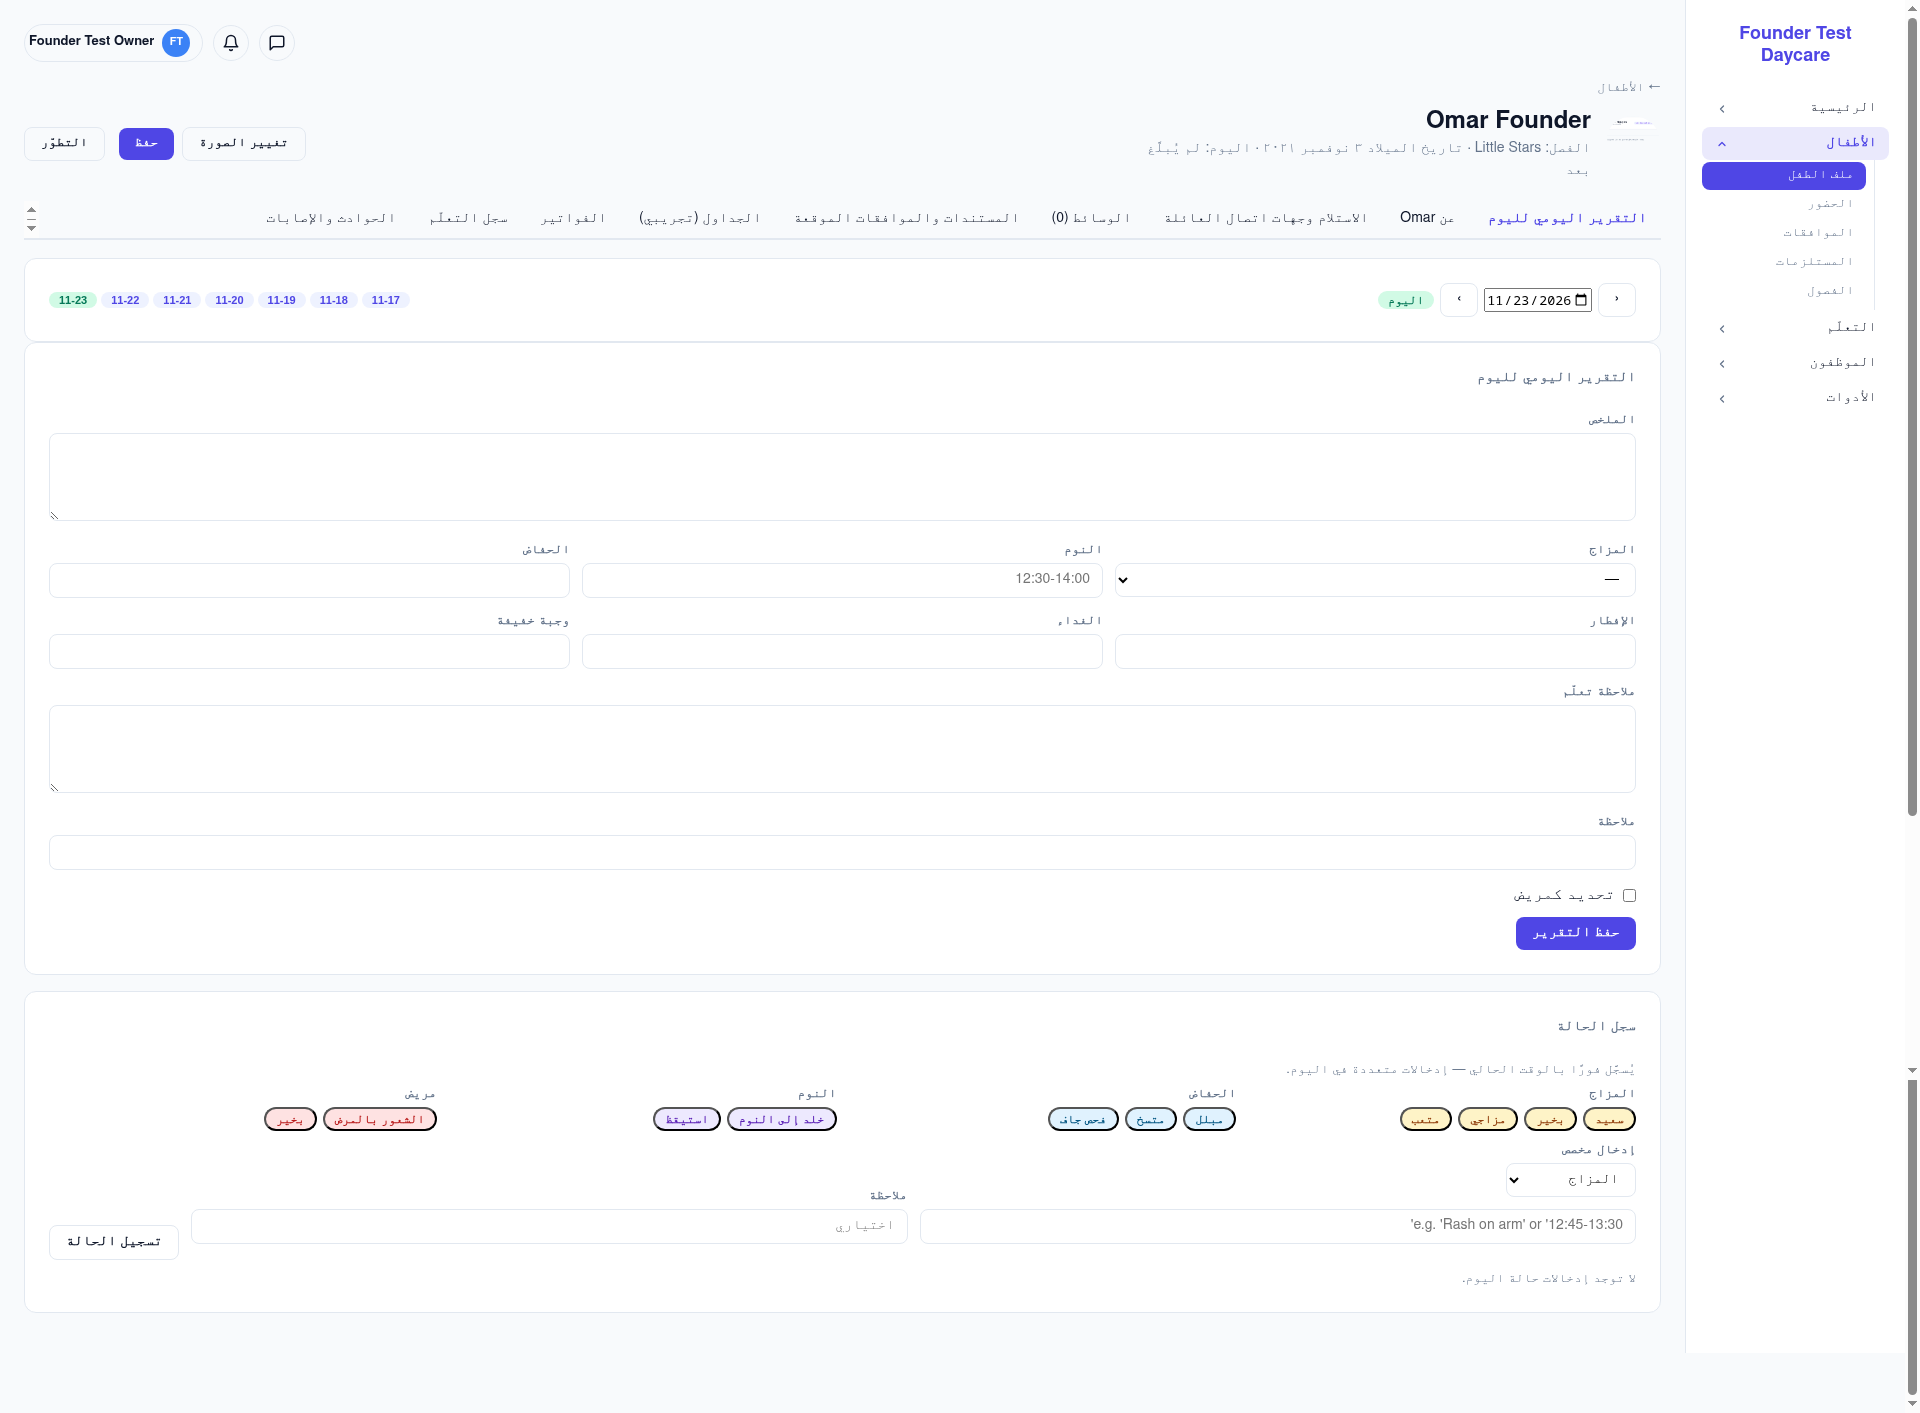 Founder Test
Daycare
الرئيسية
الأطفال
ملف الطفل
الحضور
الموافقات
المستلزمات
الفصول
التعلّم
الموظفون
الأدوات
Founder Test Owner FT
← الأطفال
Omar Founder
الفصل: Little Stars · تاريخ الميلاد ٣ نوفمبر ٢٠٢١ · اليوم: لم يُبلَّغ
بعد
تغيير الصورة
حفظ
التطوّر
التقرير اليومي لليوم
عن Omar
الاستلام وجهات اتصال العائلة
الوسائط (0)
المستندات والموافقات الموقعة
الجداول (تجريبي)
الفواتير
سجل التعلّم
الحوادث والإصابات
11/23/2026
اليوم
11-17 11-18 11-19 11-20 11-21 11-22 11-23
التقرير اليومي لليوم
الملخص
المزاج النوم الحفاض
— 12:30-14:00
الإفطار الغداء وجبة خفيفة
ملاحظة تعلّم
ملاحظة
تحديد كمريض
حفظ التقرير
سجل الحالة
يُسجَّل فورًا بالوقت الحالي — إدخالات متعددة في اليوم.
المزاج الحفاض النوم مريض
سعيد بخير مزاجي متعب مبلل متسخ فحص جاف خلد إلى النوم استيقظ الشعور بالمرض بخير
إدخال مخصص
المزاج
ملاحظة
'e.g. 'Rash on arm' or '12:45-13:30
اختياري
تسجيل الحالة
لا توجد إدخالات حالة اليوم.